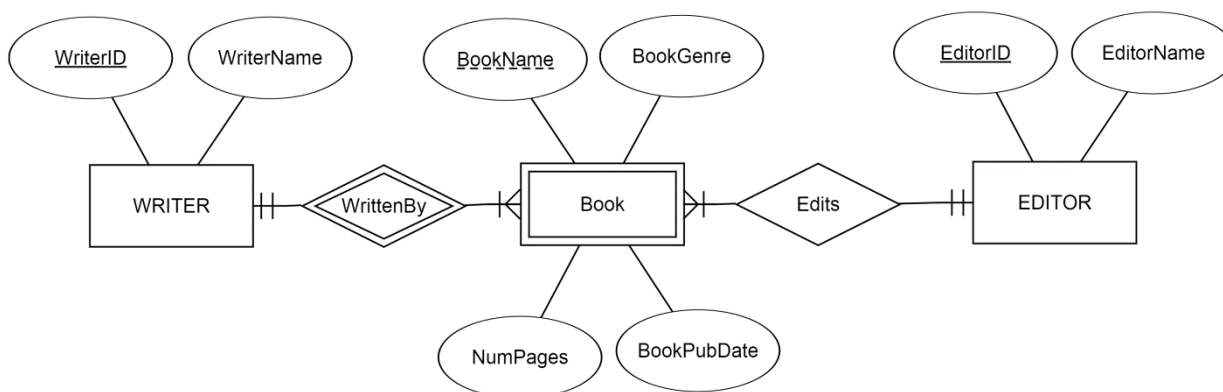 WriterID
WriterName
BookName
BookGenre
EditorID
EditorName
WRITER
WrittenBy
Book
Edits
EDITOR
NumPages
BookPubDate